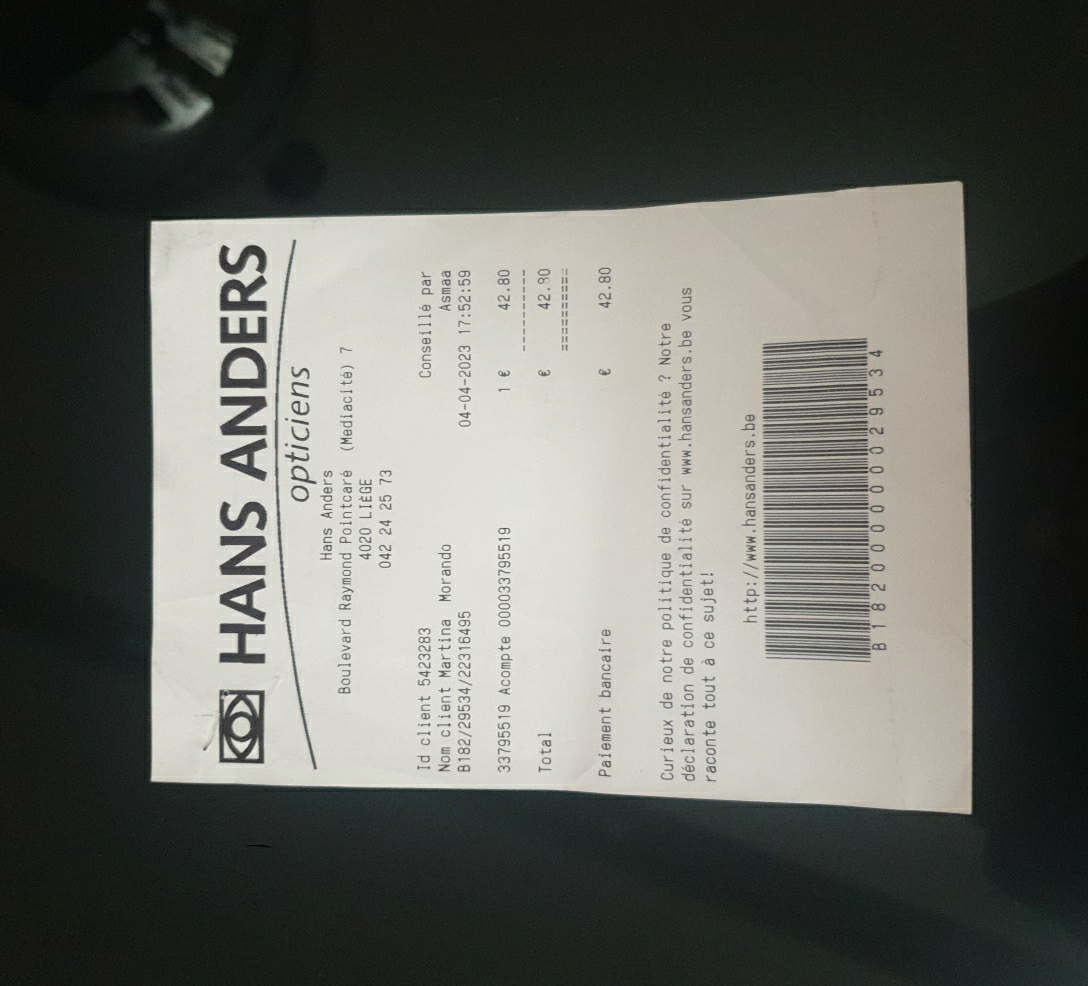 HANS ANDERS
opticiens
Hans Anders
Boulevard Raymond Pointcaré (Mediacité) 7
4020 LIÈGE
042 24 25 73
Id client 5423283 Conseillé par
Nom client Martina Morando Asmaa
B182/29534/22316495 04-04-2023 17:52:59
33795519 Acompte 000033795519 1 € 42.80
----------
Total € 42.80
==========
Paiement bancaire € 42.80
Curieux de notre politique de confidentialité ? Notre
déclaration de confidentialité sur www.hansanders.be vous
raconte tout à ce sujet!
http://www.hansanders.be
B182000000029534